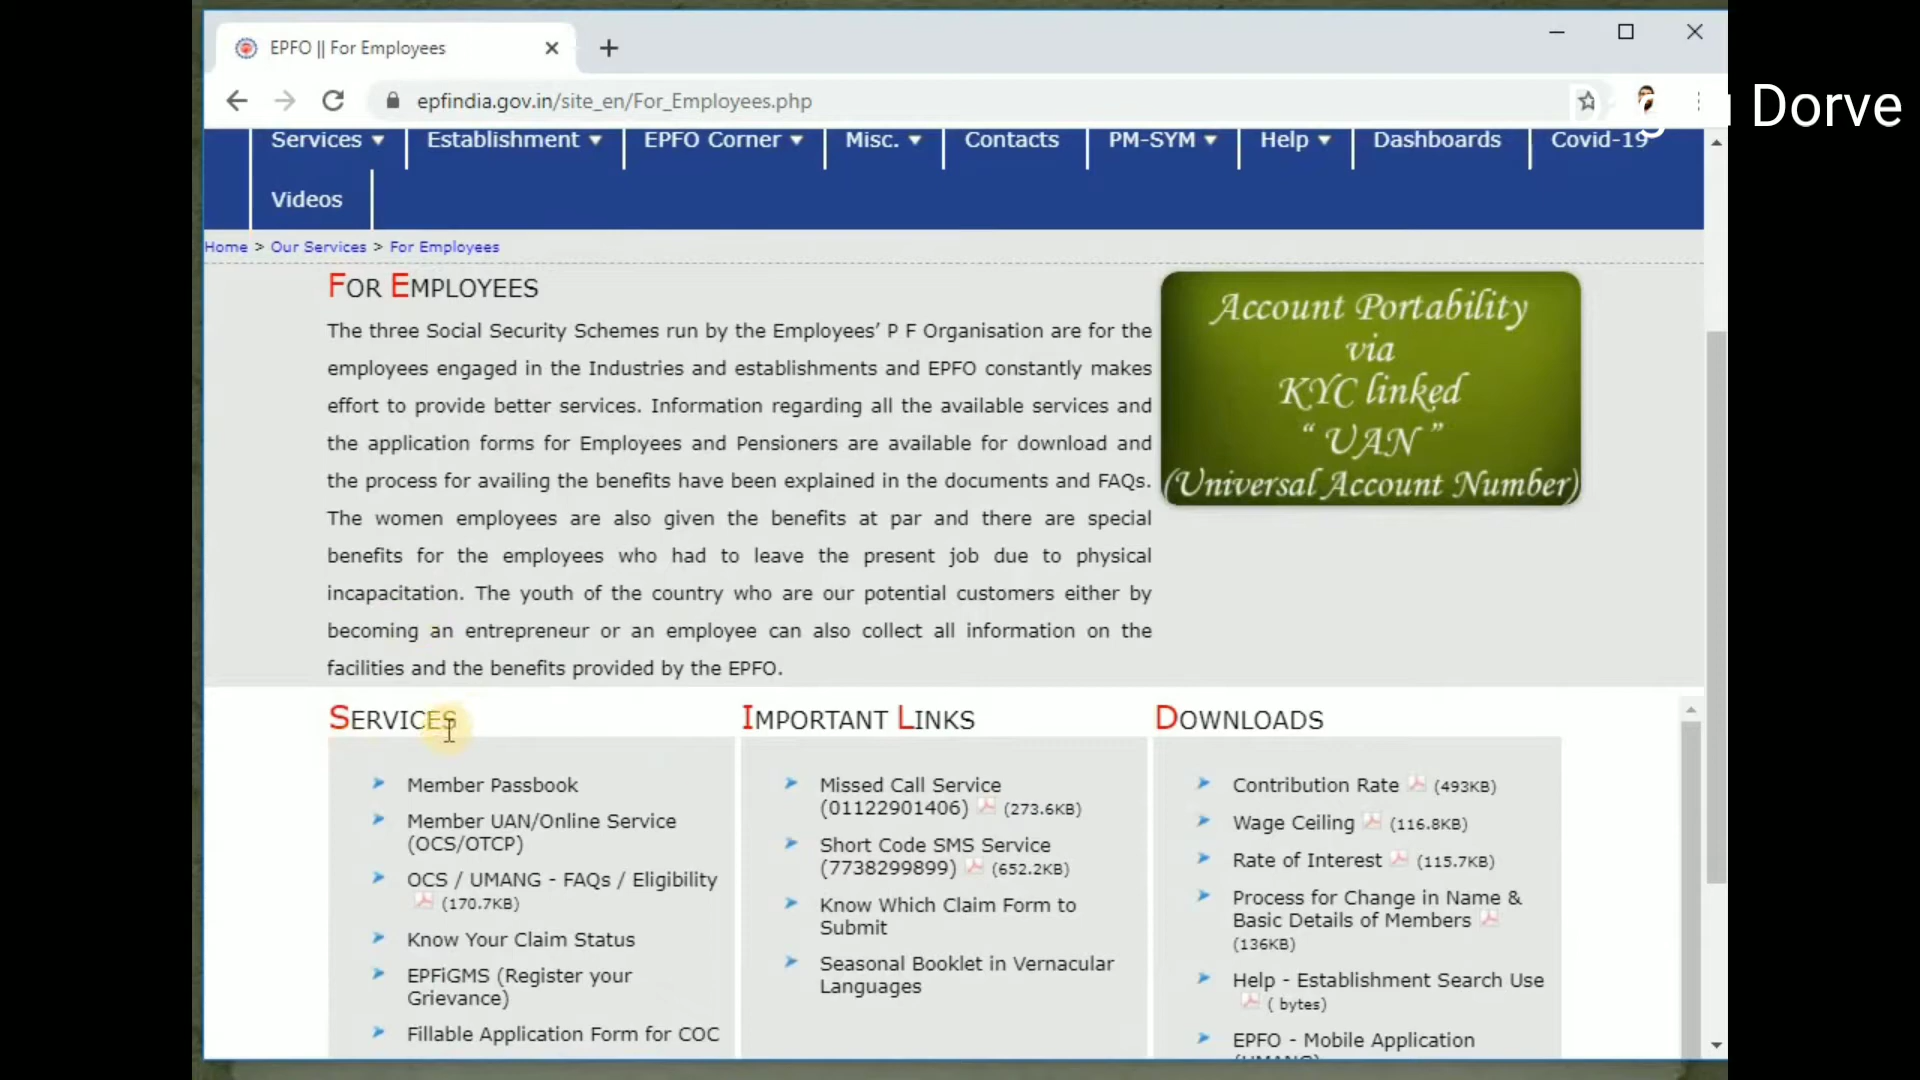 EPFO || For Employees
epfindia.gov.in/site_en/For_Employees.php
Dorve
Services
Establishment
EPFO Corner
Misc.
Contacts
PM-SYM
Help
Dashboards
Covid-19
Videos
Home > Our Services > For Employees
FOR EMPLOYEES
The three Social Security Schemes run by the Employees’ P F Organisation are for the
employees engaged in the Industries and establishments and EPFO constantly makes
effort to provide better services. Information regarding all the available services and
the application forms for Employees and Pensioners are available for download and
the process for availing the benefits have been explained in the documents and FAQs.
The women employees are also given the benefits at par and there are special
benefits for the employees who had to leave the present job due to physical
incapacitation. The youth of the country who are our potential customers either by
becoming an entrepreneur or an employee can also collect all information on the
facilities and the benefits provided by the EPFO.
Account Portability
via
KYC linked
“ UAN ”
(Universal Account Number)
SERVICES
Member Passbook
Member UAN/Online Service
(OCS/OTCP)
OCS / UMANG - FAQs / Eligibility
(170.7KB)
Know Your Claim Status
EPFiGMS (Register your
Grievance)
Fillable Application Form for COC
IMPORTANT LINKS
Missed Call Service
(01122901406) (273.6KB)
Short Code SMS Service
(7738299899) (652.2KB)
Know Which Claim Form to
Submit
Seasonal Booklet in Vernacular
Languages
DOWNLOADS
Contribution Rate (493KB)
Wage Ceiling (116.8KB)
Rate of Interest (115.7KB)
Process for Change in Name &
Basic Details of Members
(136KB)
Help - Establishment Search Use
( bytes)
EPFO - Mobile Application
(UMANG)